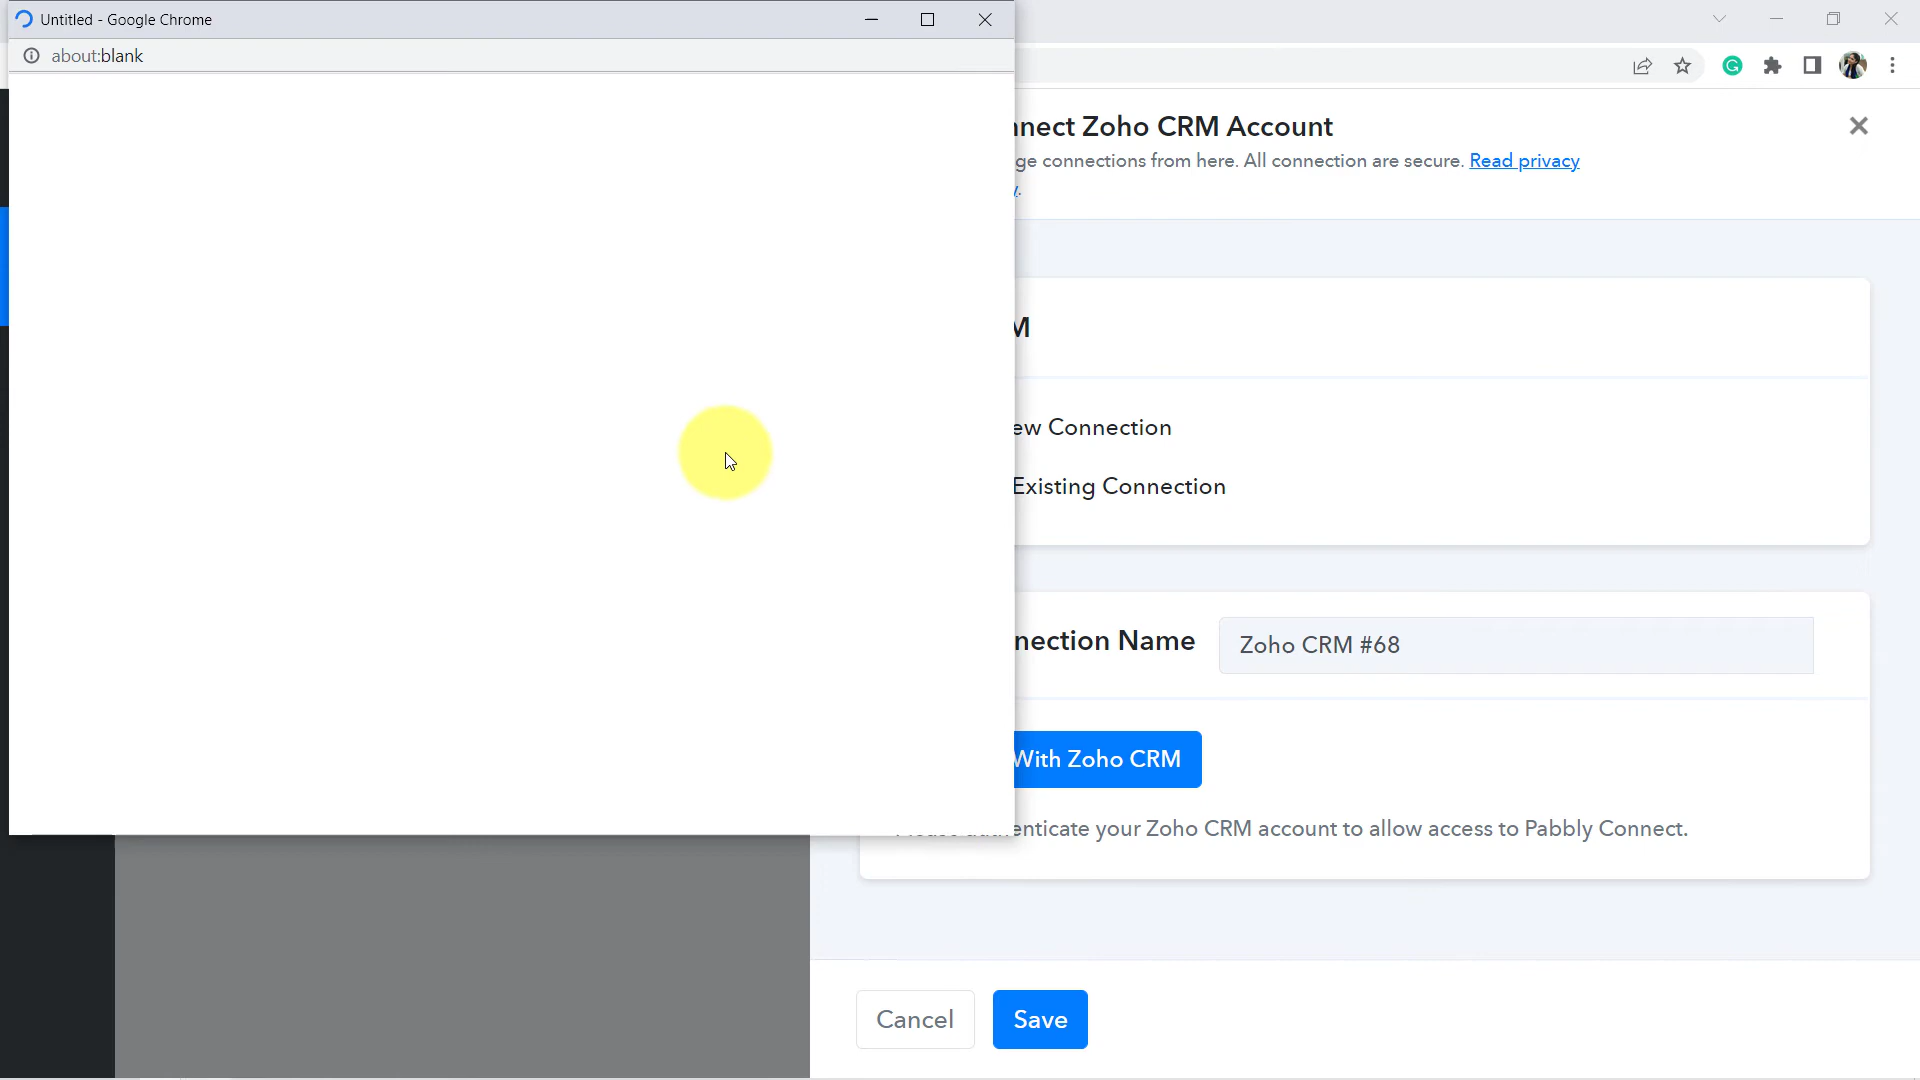 Untitled - Google Chrome
about:blank
nnect Zoho CRM Account
ge connections from here. All connection are secure. Read privacy
y.
M
ew Connection
Existing Connection
nnection Name
Zoho CRM #68
With Zoho CRM
enticate your Zoho CRM account to allow access to Pabbly Connect.
Cancel
Save